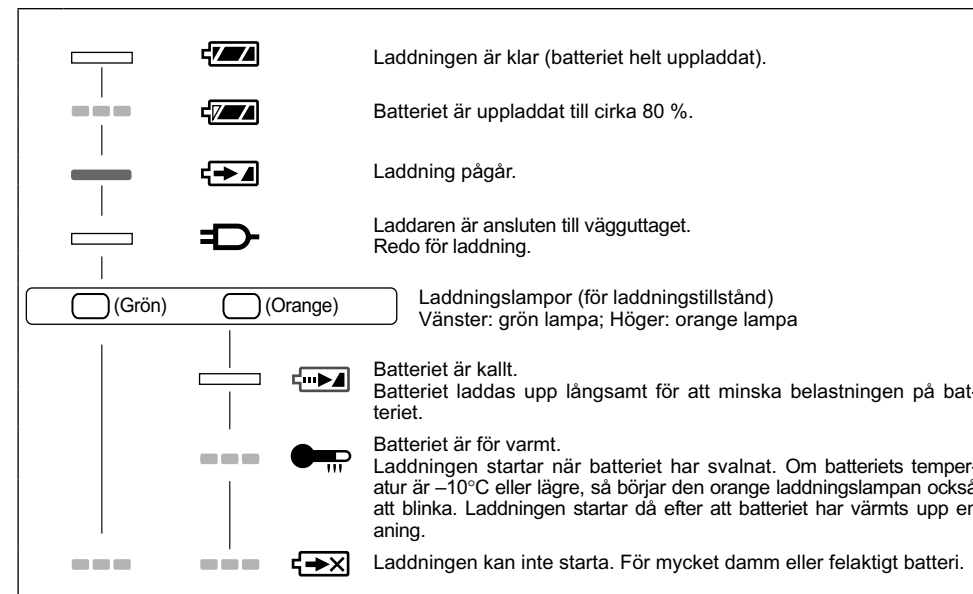 Laddningen är klar (batteriet helt uppladdat).
Batteriet är uppladdat till cirka 80 %.
Laddning pågår.
Laddaren är ansluten till vägguttaget.
Redo för laddning.
(Grön) (Orange)
Laddningslampor (för laddningstillstånd)
Vänster: grön lampa; Höger: orange lampa
Batteriet är kallt.
Batteriet laddas upp långsamt för att minska belastningen på bat-
teriet.
Batteriet är för varmt.
Laddningen startar när batteriet har svalnat. Om batteriets temper-
atur är –10°C eller lägre, så börjar den orange laddningslampan också
att blinka. Laddningen startar då efter att batteriet har värmts upp en
aning.
Laddningen kan inte starta. För mycket damm eller felaktigt batteri.